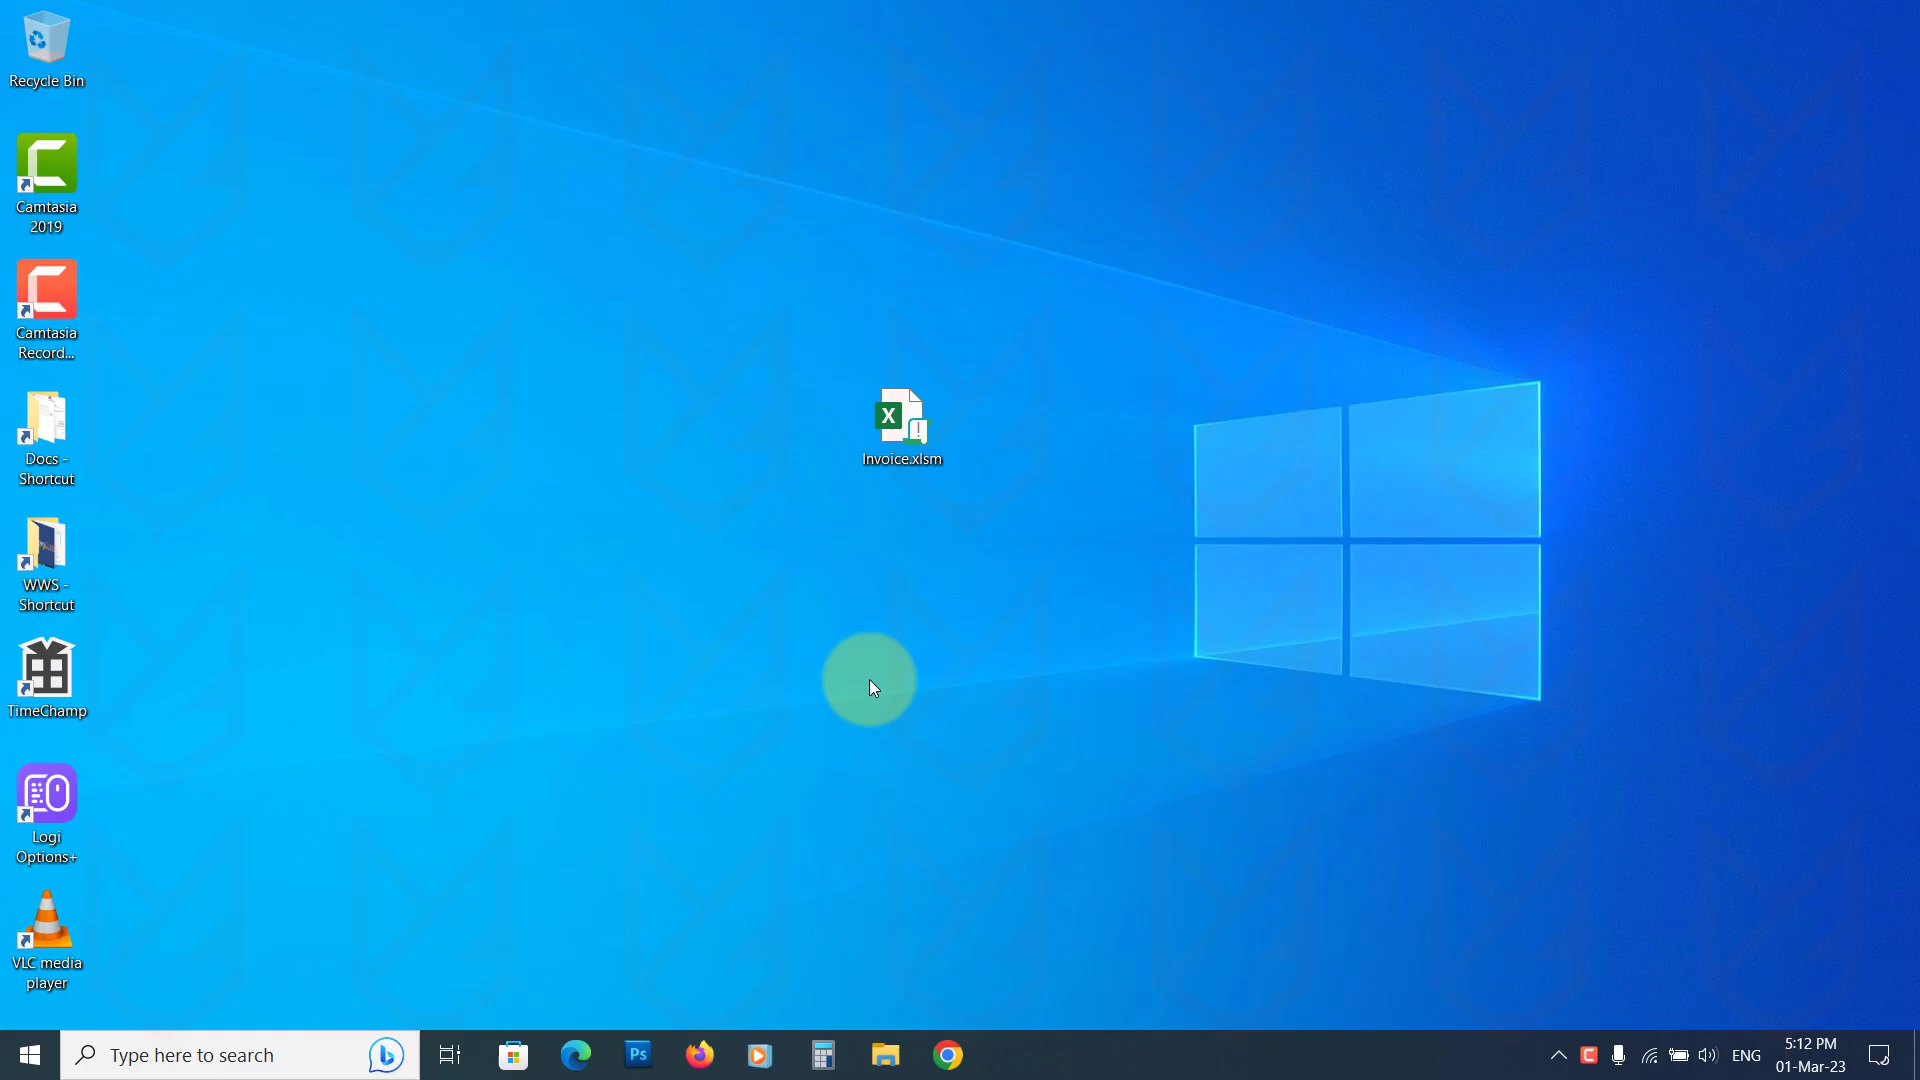 Recycle Bin
Camtasia
2019
Camtasia
Record...
Docs -
Shortcut
WWS -
Shortcut
TimeChamp
Logi
Options+
VLC media
player
Invoice.xlsm
Type here to search
Ps
ENG
5:12 PM
01-Mar-23